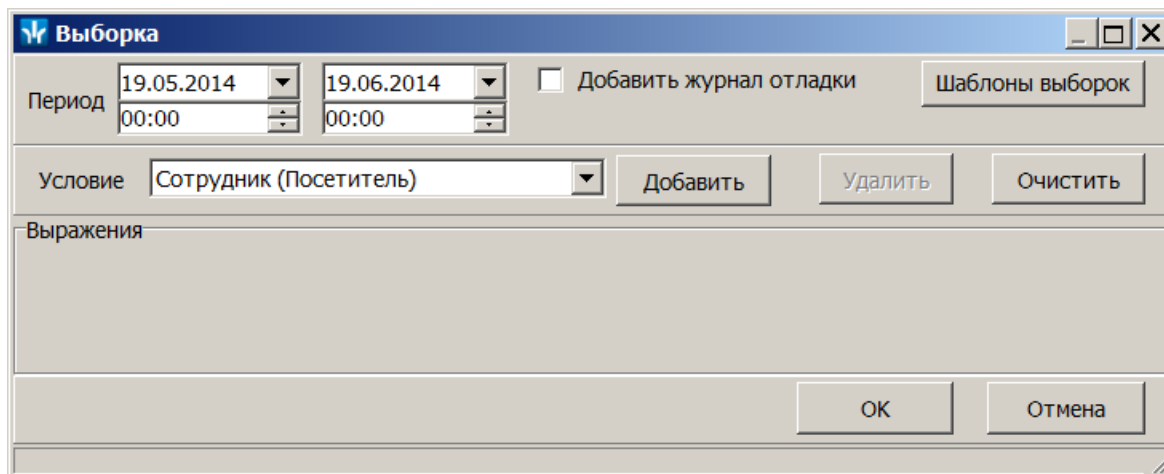 Выборка
19.05.2014 19.06.2014 Добавить журнал отладки Шаблоны выборок
Период
00:00 00:00
Условие Сотрудник (Посетитель) Добавить Удалить Очистить
Выражения
OK Отмена